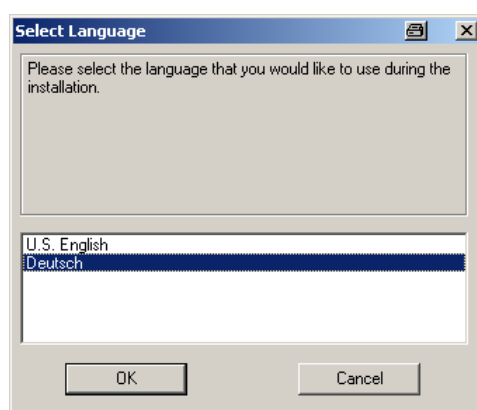 Select Language
Please select the language that you would like to use during the
installation.
U.S. English
Deutsch
OK
Cancel